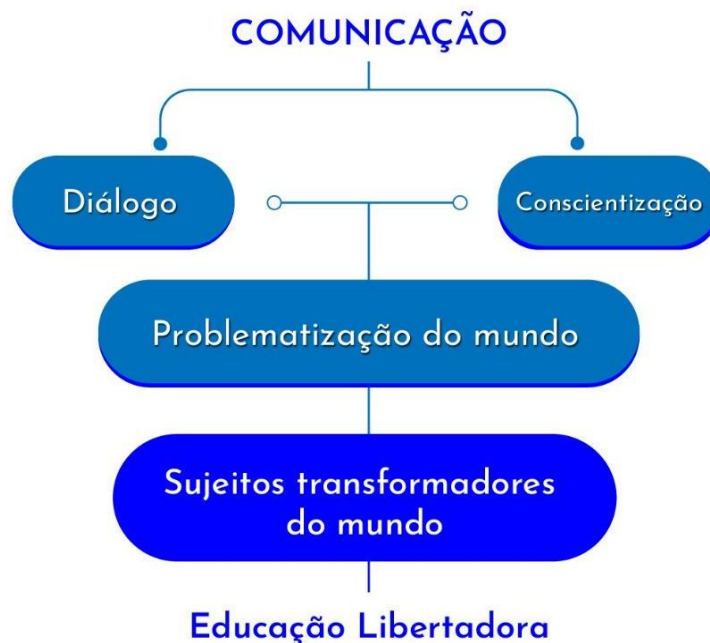 COMUNICAÇÃO
Diálogo
Conscientização
Problematização do mundo
Sujeitos transformadores
do mundo
Educação Libertadora